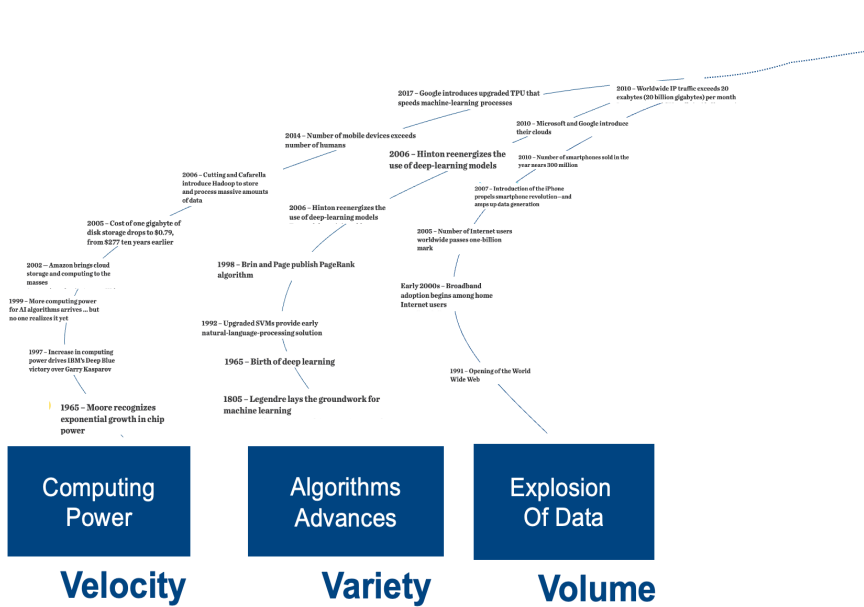 2017 – Google introduces upgraded TPU that
speeds machine-learning processes
2010 – Worldwide IP traffic exceeds 20
exabytes (20 billion gigabytes) per month
2014 – Number of mobile devices exceeds
number of humans
2010 – Microsoft and Google introduce
their clouds
2006 – Hinton reenergizes the
use of deep-learning models
2010 – Number of smartphones sold in the
year nears 300 million
2006 – Cutting and Cafarella
introduce Hadoop to store
and process massive amounts
of data
2007 – Introduction of the iPhone
propels smartphone revolution—and
amps up data generation
2006 – Hinton reenergizes the
use of deep-learning models
2005 – Cost of one gigabyte of
disk storage drops to $0.79,
from $277 ten years earlier
2005 – Number of Internet users
worldwide passes one-billion
mark
2002 — Amazon brings cloud
storage and computing to the
masses
1998 – Brin and Page publish PageRank
algorithm
Early 2000s – Broadband
adoption begins among home
Internet users
1999 – More computing power
for AI algorithms arrives ... but
no one realizes it yet
1992 – Upgraded SVMs provide early
natural-language-processing solution
1997 – Increase in computing
power drives IBM's Deep Blue
victory over Garry Kasparov
1965 – Birth of deep learning
1991 – Opening of the World
Wide Web
1965 – Moore recognizes
exponential growth in chip
power
1805 – Legendre lays the groundwork for
machine learning
Computing
Power
Algorithms
Advances
Explosion
Of Data
Velocity
Variety
Volume